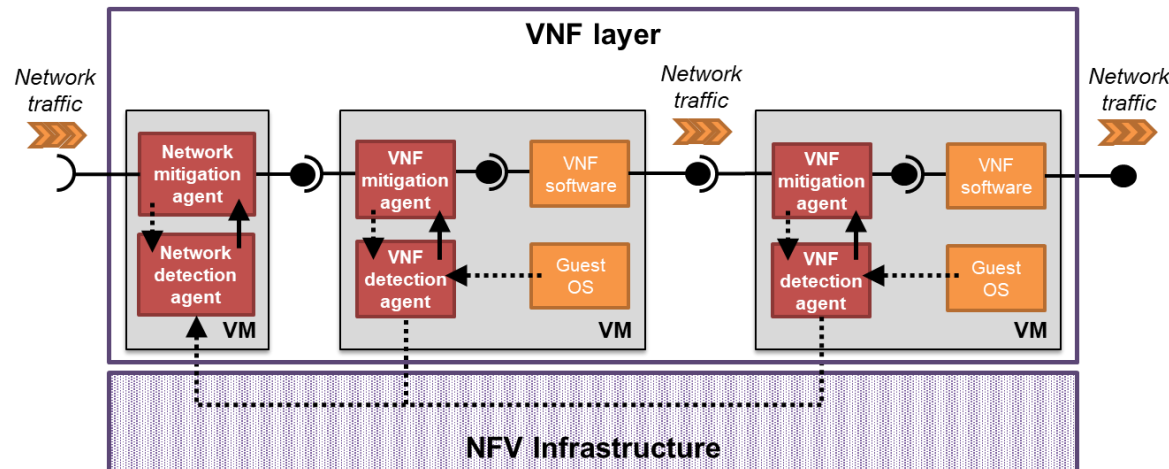 VNF layer
Network
traffic
Network
traffic
Network
traffic
Network
mitigation
agent
Network
detection
agent
VM
VNF
mitigation
agent
VNF
software
VNF
detection
agent
Guest
OS
VM
VNF
mitigation
agent
VNF
software
VNF
detection
agent
Guest
OS
VM
NFV Infrastructure